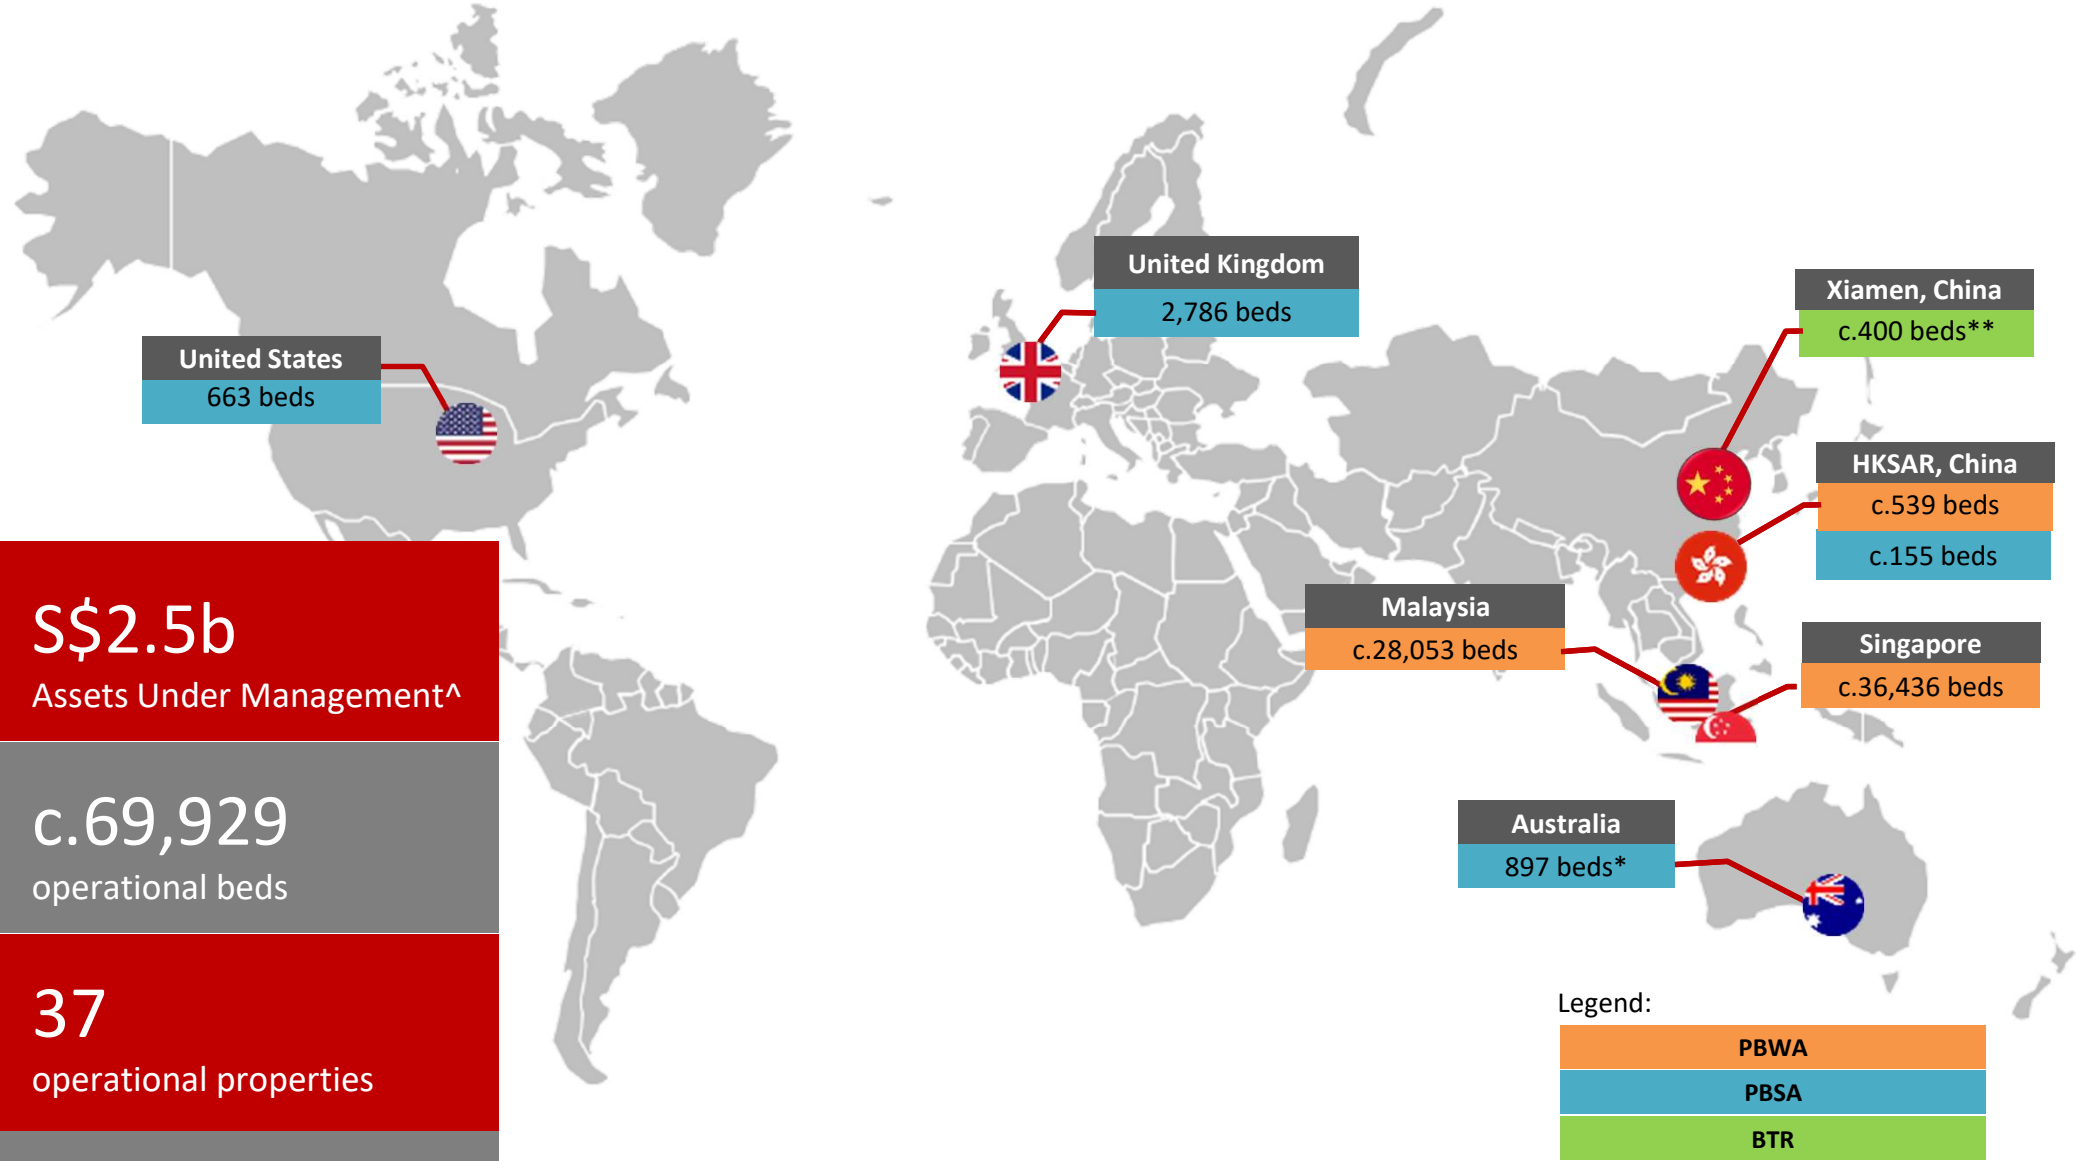 United Kingdom
2,786 beds
Xiamen, China
c.400 beds**
United States
663 beds
HKSAR, China
c.539 beds
c.155 beds
Malaysia
c.28,053 beds
Singapore
c.36,436 beds
Australia
897 beds*
S$2.5b
Assets Under Management^
c.69,929
operational beds
37
operational properties
Legend:
PBWA
PBSA
BTR